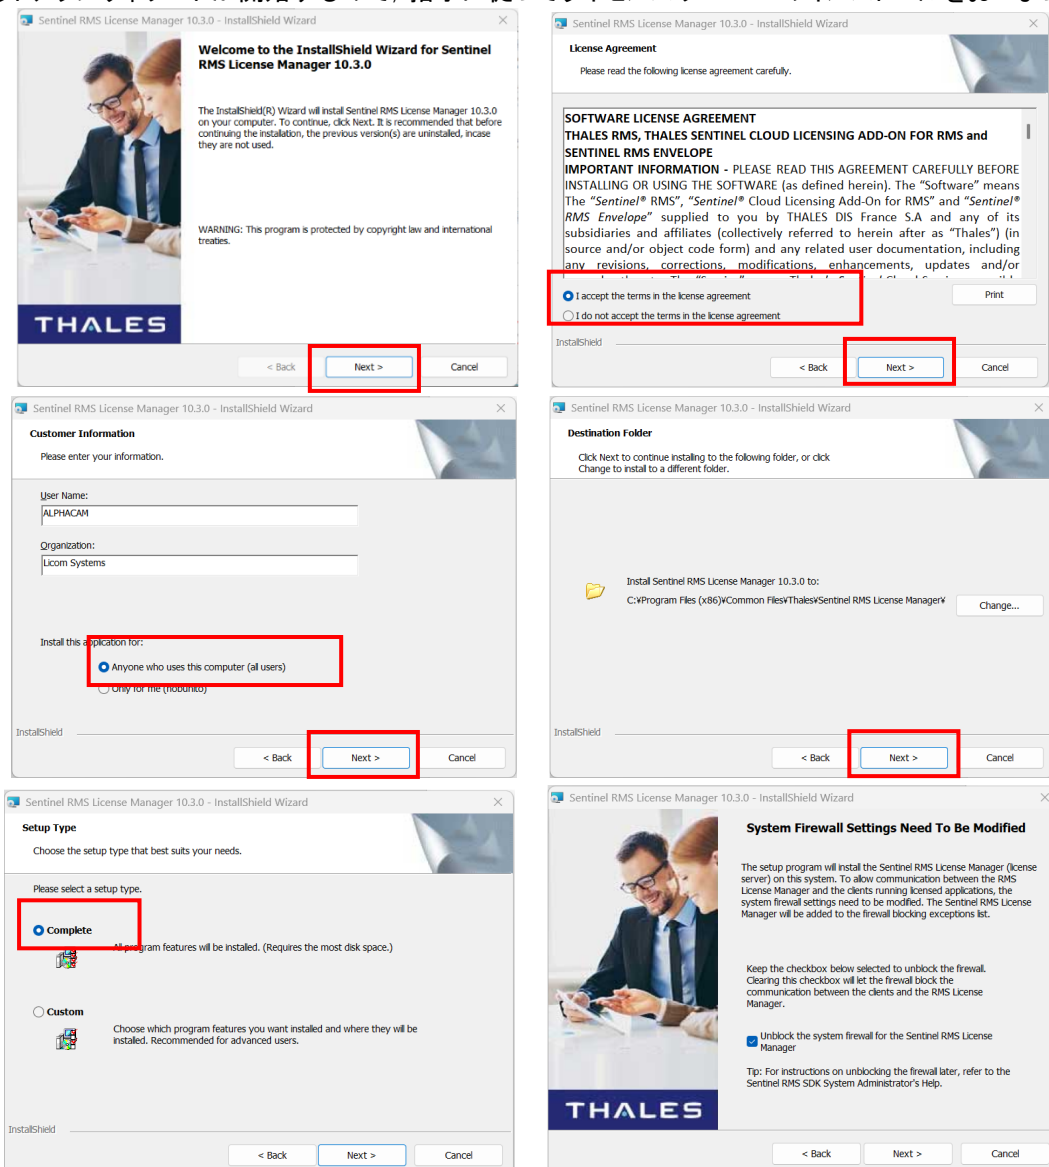 Sentinel RMS License Manager 10.3.0 - InstallShield Wizard
Welcome to the InstallShield Wizard for Sentinel
RMS License Manager 10.3.0
The InstallShield(R) Wizard will install Sentinel RMS License Manager 10.3.0
on your computer. To continue, click Next. It is recommended that before
continuing the installation, the previous version(s) are uninstalled, incase
they are not used.
WARNING: This program is protected by copyright law and international
treaties.
THALES
< Back
Next >
Cancel
Sentinel RMS License Manager 10.3.0 - InstallShield Wizard
License Agreement
Please read the following license agreement carefully.
SOFTWARE LICENSE AGREEMENT
THALES RMS, THALES SENTINEL CLOUD LICENSING ADD-ON FOR RMS and
SENTINEL RMS ENVELOPE
IMPORTANT INFORMATION - PLEASE READ THIS AGREEMENT CAREFULLY BEFORE
INSTALLING OR USING THE SOFTWARE (as defined herein). The “Software” means
The “Sentinel® RMS”, “Sentinel® Cloud Licensing Add-On for RMS” and “Sentinel®
RMS Envelope” supplied to you by THALES DIS France S.A and any of its
subsidiaries and affiliates (collectively referred to herein after as “Thales”) (in
source and/or object code form) and any related user documentation, including
any revisions, corrections, modifications, enhancements, updates and/or
I accept the terms in the license agreement
Print
I do not accept the terms in the license agreement
InstallShield
< Back
Next >
Cancel
Sentinel RMS License Manager 10.3.0 - InstallShield Wizard
Customer Information
Please enter your information.
User Name:
ALPHACAM
Organization:
Licom Systems
Install this application for:
Anyone who uses this computer (all users)
Only for me (nobuhito)
InstallShield
< Back
Next >
Cancel
Sentinel RMS License Manager 10.3.0 - InstallShield Wizard
Destination Folder
Click Next to continue installing to the following folder, or click
Change to install to a different folder.
Install Sentinel RMS License Manager 10.3.0 to:
C:¥Program Files (x86)¥Common Files¥Thales¥Sentinel RMS License Manager¥
Change...
InstallShield
< Back
Next >
Cancel
Sentinel RMS License Manager 10.3.0 - InstallShield Wizard
Setup Type
Choose the setup type that best suits your needs.
Please select a setup type.
Complete
All program features will be installed. (Requires the most disk space.)
Custom
Choose which program features you want installed and where they will be
installed. Recommended for advanced users.
InstallShield
< Back
Next >
Cancel
Sentinel RMS License Manager 10.3.0 - InstallShield Wizard
System Firewall Settings Need To Be Modified
The setup program will install the Sentinel RMS License Manager (license
server) on this system. To allow communication between the RMS
License Manager and the clients running licensed applications, the
system firewall settings need to be modified. The Sentinel RMS License
Manager will be added to the firewall blocking exceptions list.
Keep the checkbox below selected to unblock the firewall.
Clearing this checkbox will let the firewall block the
communication between the clients and the RMS License
Manager.
Unblock the system firewall for the Sentinel RMS License
Manager
Tip: For instructions on unblocking the firewall later, refer to the
Sentinel RMS SDK System Administrator's Help.
THALES
< Back
Next >
Cancel